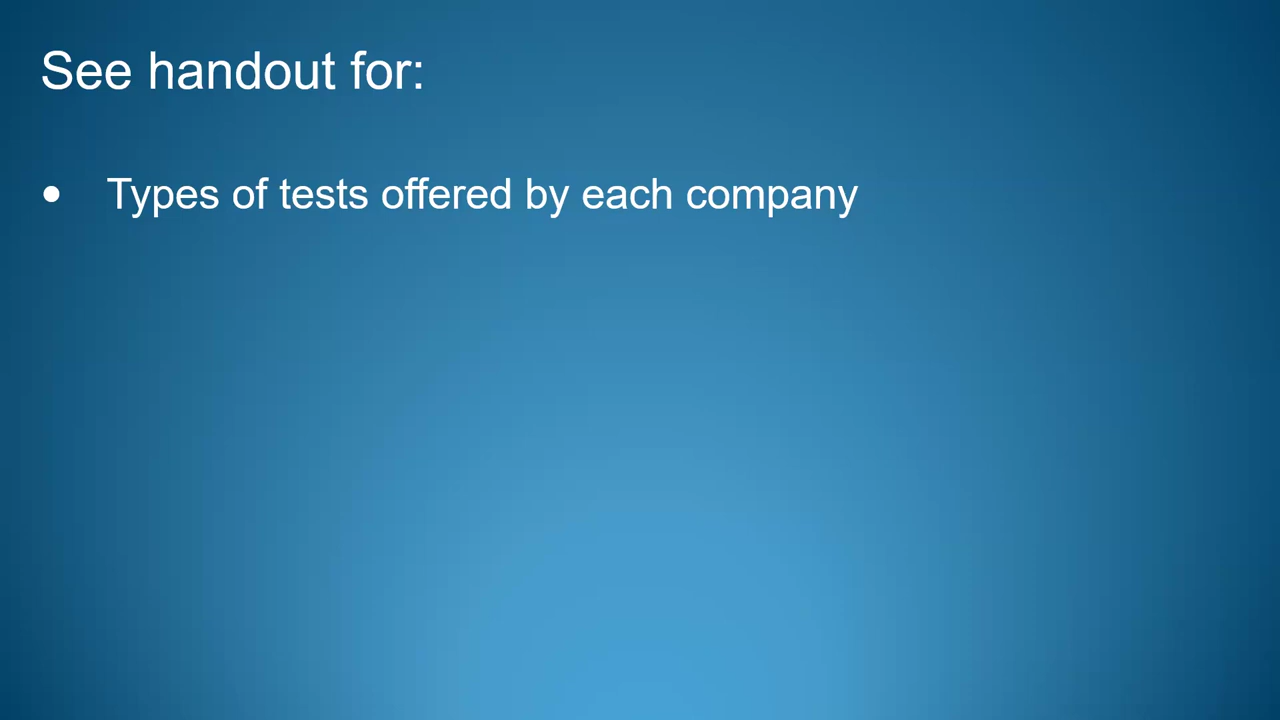 See handout for:
• Types of tests offered by each company